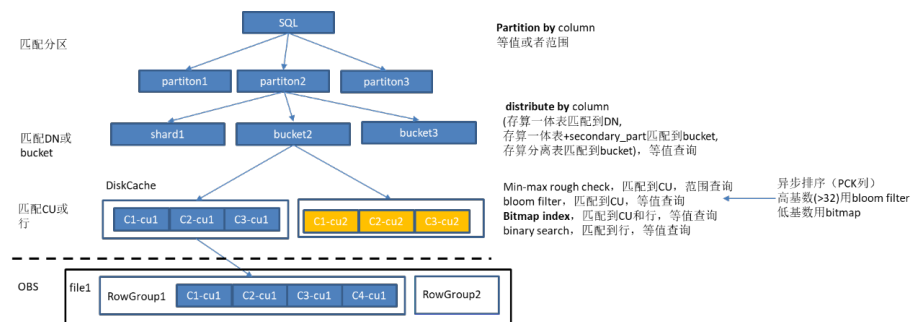 SQL
Partition by column
等值或者范围
匹配分区
partiton1
partiton2
partiton3
distribute by column
(存算一体表匹配到DN,
存算一体表+secondary_part匹配到bucket,
存算分离表匹配到bucket)，等值查询
匹配DN或
bucket
shard1
bucket2
bucket3
DiskCache
匹配CU或
行
C1-cu1
C2-cu1
C3-cu1
C1-cu2
C2-cu2
C3-cu2
Min-max rough check，匹配到CU，范围查询
bloom filter，匹配到CU，等值查询
Bitmap index，匹配到CU和行，等值查询
binary search，匹配到行，等值查询
异步排序（PCK列）
高基数(>32)用bloom filter
低基数用bitmap
OBS
file1
RowGroup1
C1-cu1
C2-cu1
C3-cu1
C4-cu1
RowGroup2